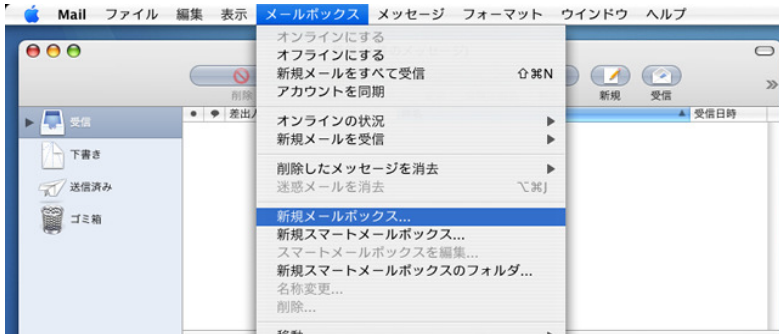 Mail ファイル 編集 表示 メールボックス メッセージ フォーマット ウインドウ ヘルプ
オンラインにする
オフラインにする
新規メールをすべて受信 ⇧⌘N
アカウントを同期
オンラインの状況
新規メールを受信
削除したメッセージを消去
迷惑メールを消去 ⌥⌘J
新規メールボックス...
新規スマートメールボックス...
スマートメールボックスを編集...
新規スマートメールボックスのフォルダ...
名称変更...
削除...
移動
削除
新規 受信
差出人
受信日時
受信
下書き
送信済み
ゴミ箱